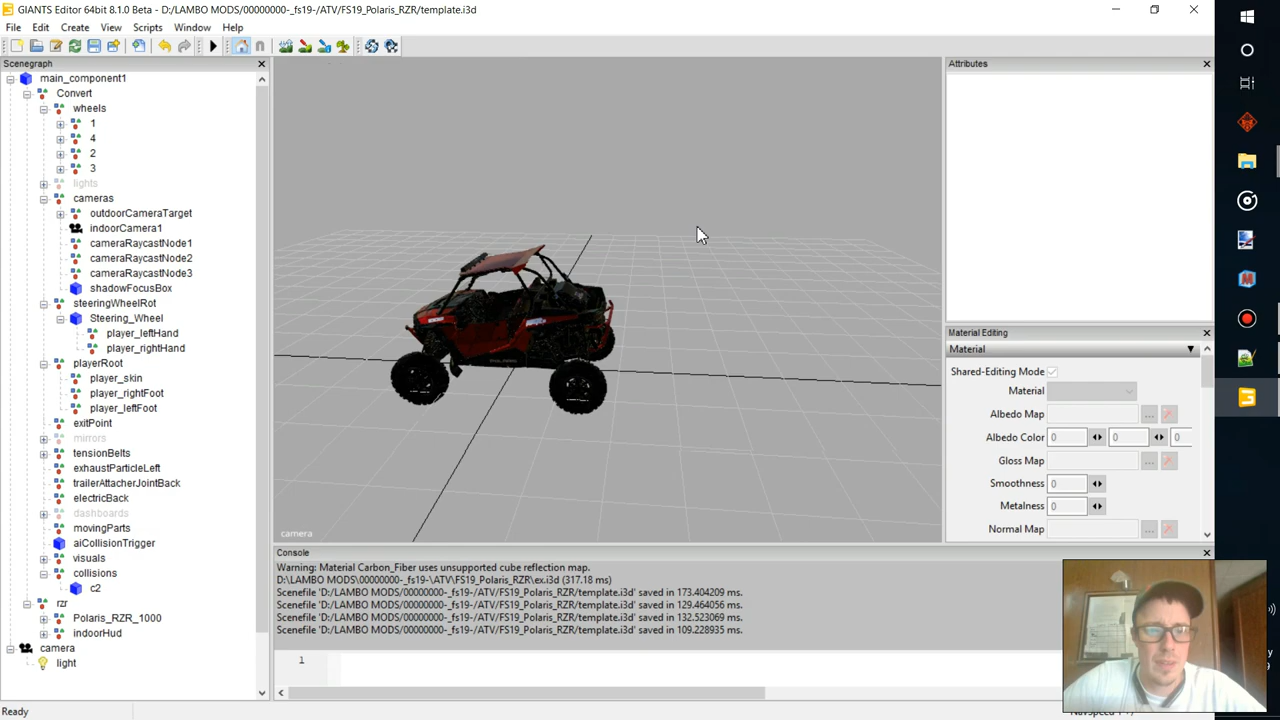 GIANTS Editor 64bit 8.1.0 Beta - D:/LAMBO MODS/00000000-_fs19-/ATV/FS19_Polaris_RZR/template.i3d
File Edit Create View Scripts Window Help
Scenegraph
main_component1
Convert
wheels
1
4
2
3
lights
cameras
outdoorCameraTarget
indoorCamera1
cameraRaycastNode1
cameraRaycastNode2
cameraRaycastNode3
shadowFocusBox
steeringWheelRot
Steering_Wheel
player_leftHand
player_rightHand
playerRoot
player_skin
player_rightFoot
player_leftFoot
exitPoint
mirrors
tensionBelts
exhaustParticleLeft
trailerAttacherJointBack
electricBack
dashboards
movingParts
aiCollisionTrigger
visuals
collisions
c2
rzr
Polaris_RZR_1000
indoorHud
camera
light
camera
Console
Warning: Material Carbon_Fiber uses unsupported cube reflection map.
D:\LAMBO MODS\00000000-_fs19-\ATV\FS19_Polaris_RZR\ex.i3d (317.18 ms)
Scenefile 'D:/LAMBO MODS/00000000-_fs19-/ATV/FS19_Polaris_RZR/template.i3d' saved in 173.404209 ms.
Scenefile 'D:/LAMBO MODS/00000000-_fs19-/ATV/FS19_Polaris_RZR/template.i3d' saved in 129.464056 ms.
Scenefile 'D:/LAMBO MODS/00000000-_fs19-/ATV/FS19_Polaris_RZR/template.i3d' saved in 132.523069 ms.
Scenefile 'D:/LAMBO MODS/00000000-_fs19-/ATV/FS19_Polaris_RZR/template.i3d' saved in 109.228935 ms.
1
Attributes
Material Editing
Material
Shared-Editing Mode
Material
Albedo Map ...
Albedo Color 0 0 0
Gloss Map ...
Smoothness 0
Metalness 0
Normal Map ...
Ready